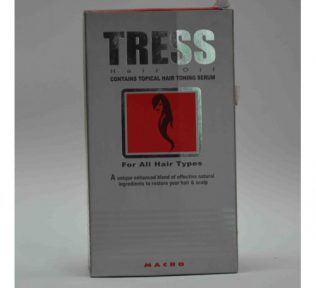 TRESS
Hair Oil
CONTAINS TOPICAL HAIR TONING SERUM
For All Hair Types
A unique enhanced blend of effective natural
ingredients to restore your hair & scalp
MACRO